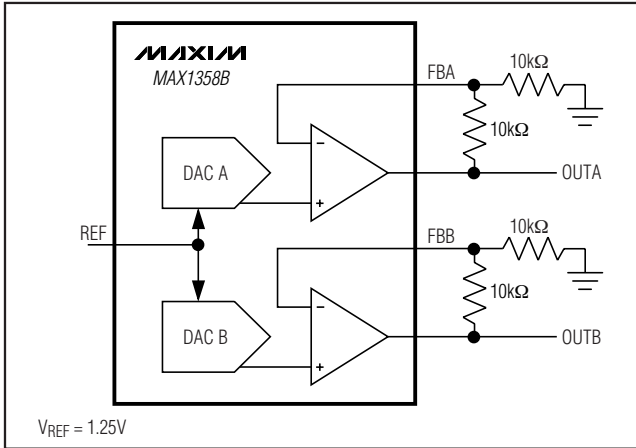 MAXIM
MAX1358B
FBA
10kΩ
10kΩ
DAC A
OUTA
REF
FBB
10kΩ
10kΩ
DAC B
OUTB
VREF = 1.25V
−
+
−
+